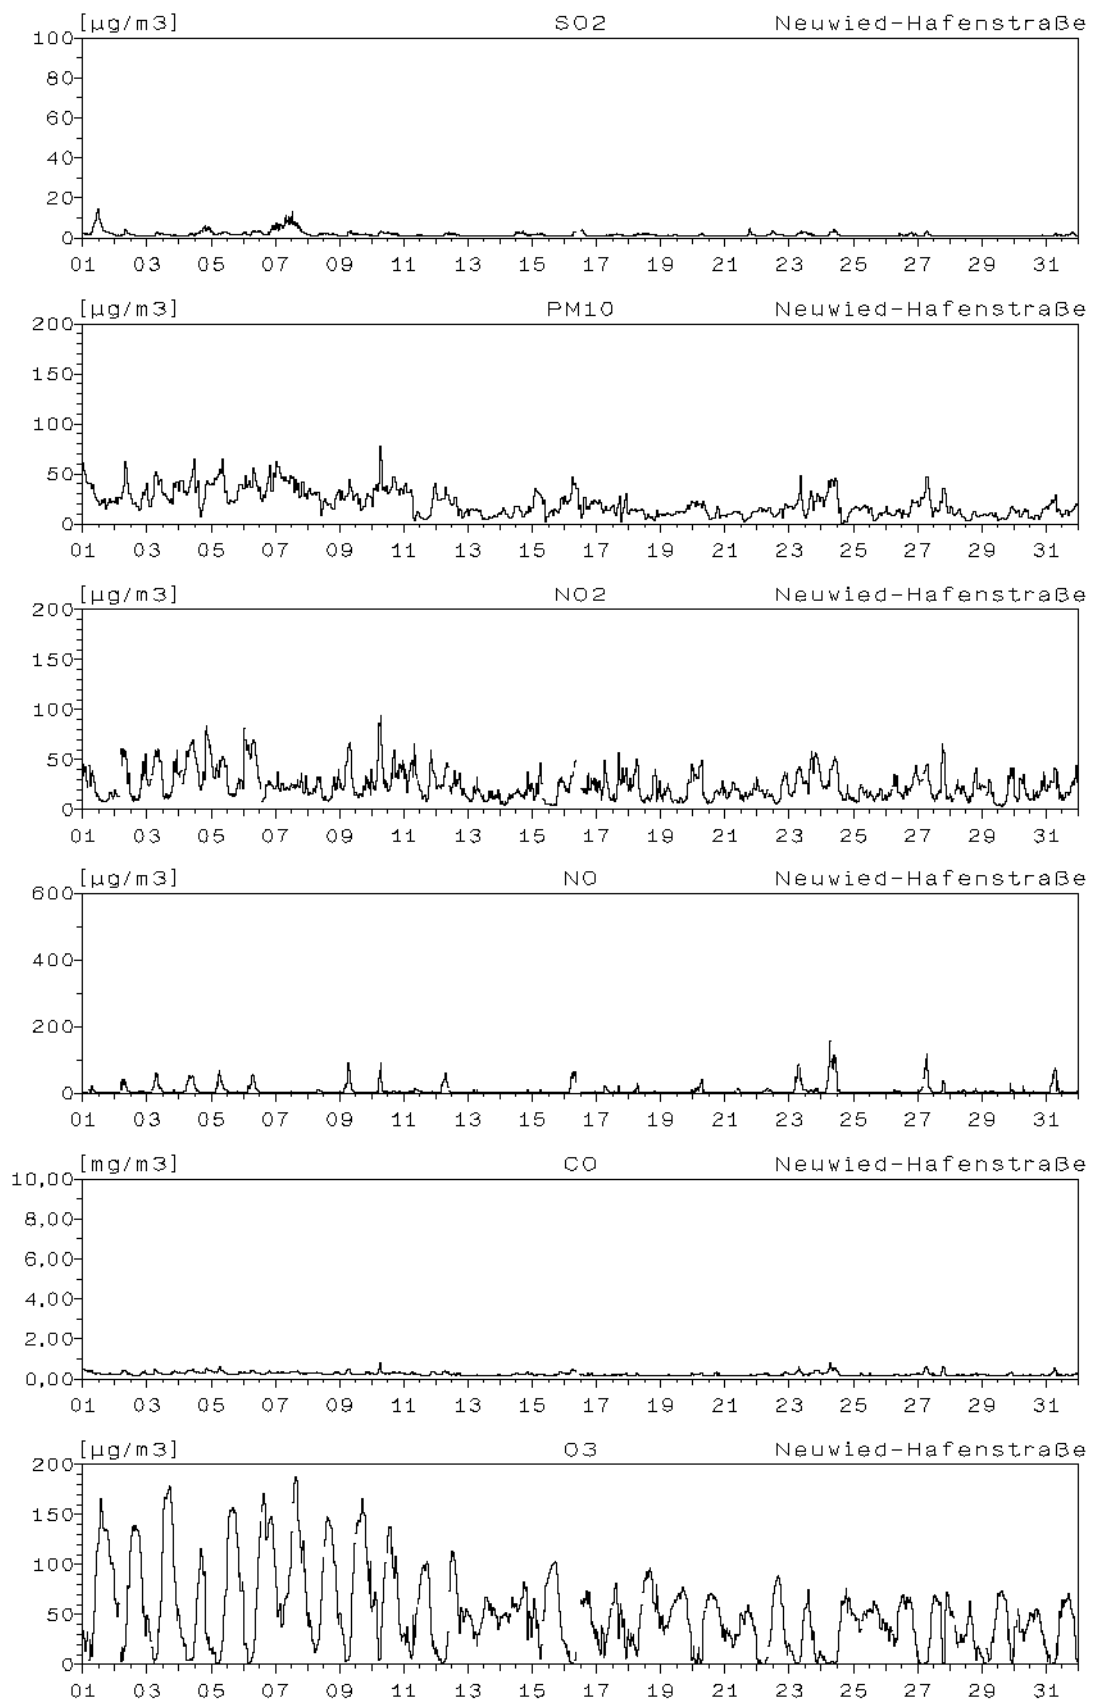 [µg/m3] SO2 Neuwied-Hafenstraße
100
80
60
40
20
0
01 03 05 07 09 11 13 15 17 19 21 23 25 27 29 31
[µg/m3] PM10 Neuwied-Hafenstraße
200
150
100
50
0
01 03 05 07 09 11 13 15 17 19 21 23 25 27 29 31
[µg/m3] NO2 Neuwied-Hafenstraße
200
150
100
50
0
01 03 05 07 09 11 13 15 17 19 21 23 25 27 29 31
[µg/m3] NO Neuwied-Hafenstraße
600
400
200
0
01 03 05 07 09 11 13 15 17 19 21 23 25 27 29 31
[mg/m3] CO Neuwied-Hafenstraße
10,00
8,00
6,00
4,00
2,00
0,00
01 03 05 07 09 11 13 15 17 19 21 23 25 27 29 31
[µg/m3] O3 Neuwied-Hafenstraße
200
150
100
50
0
01 03 05 07 09 11 13 15 17 19 21 23 25 27 29 31